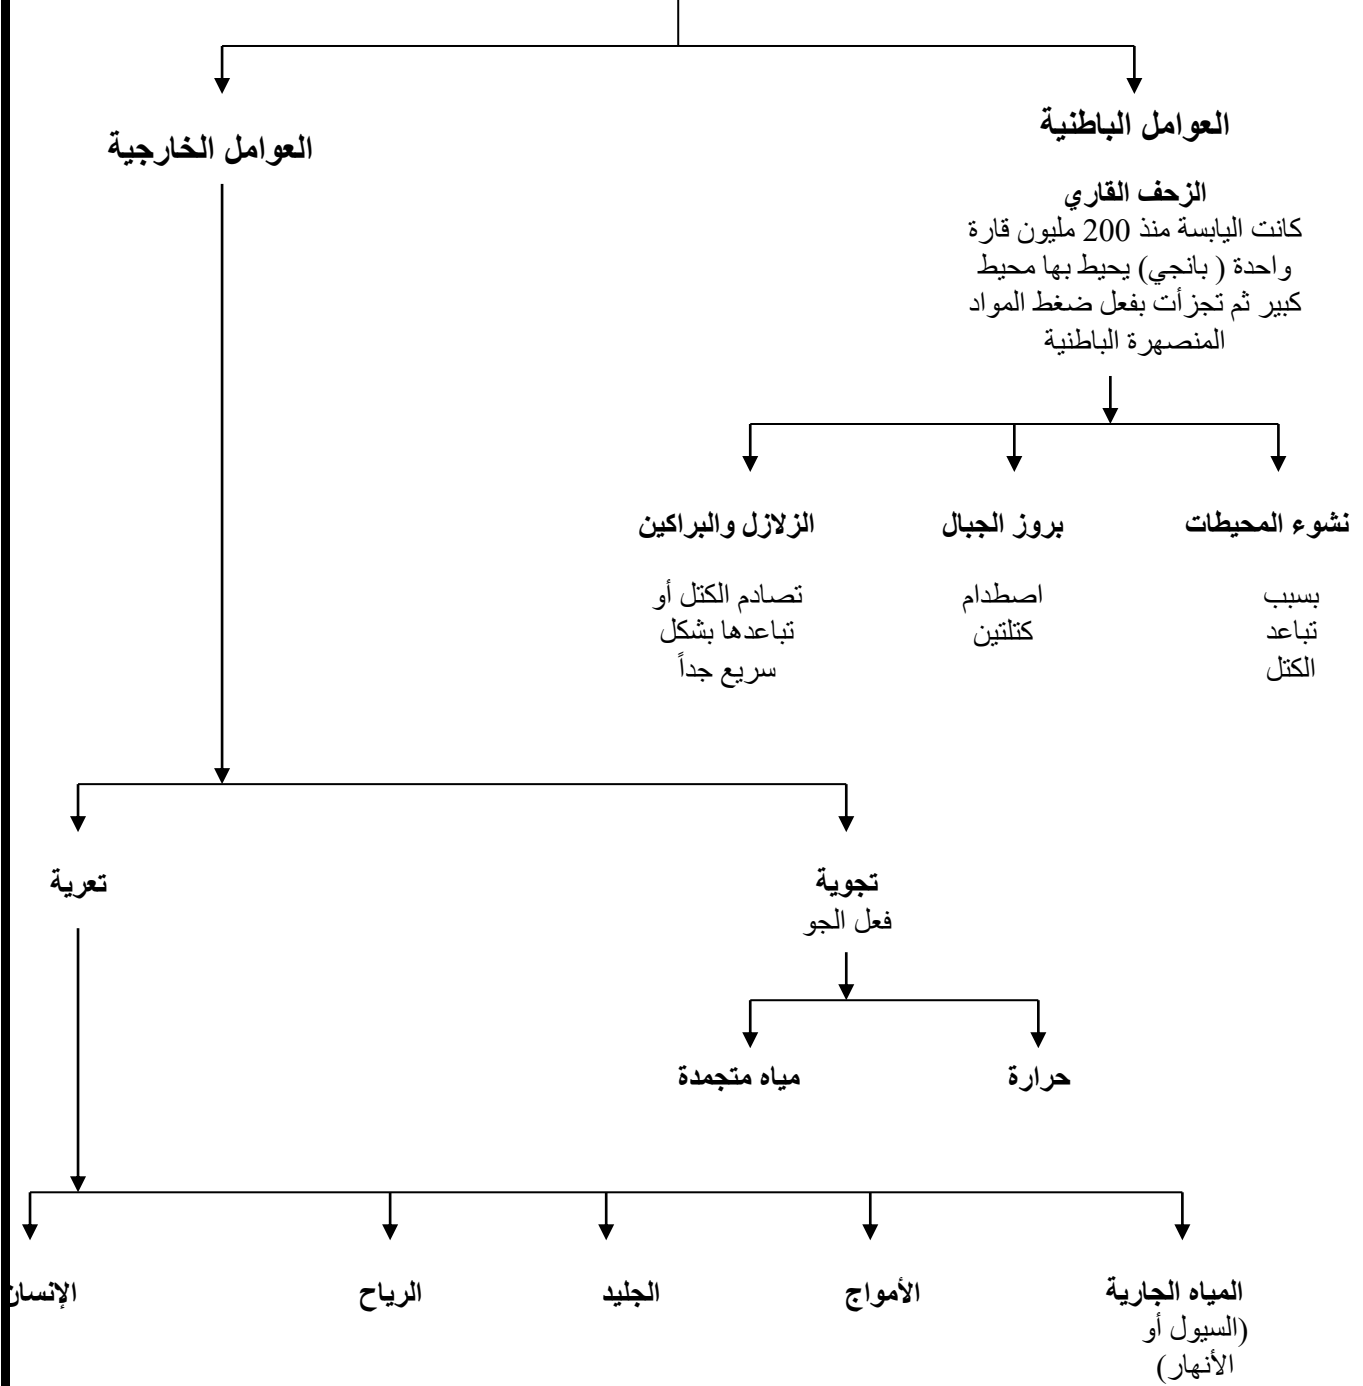 العوامل الباطنية
العوامل الخارجية
الزحف القاري
كانت اليابسة منذ 200 مليون قارة
واحدة ( بانجي) يحيط بها محيط
كبير ثم تجزأت بفعل ضغط المواد
المنصهرة الباطنية
نشوء المحيطات
بسبب
تباعد
الكتل
بروز الجبال
اصطدام
كتلتين
الزلازل والبراكين
تصادم الكتل أو
تباعدها بشكل
سريع جداً
تجوية
فعل الجو
تعرية
حرارة
مياه متجمدة
المياه الجارية
(السيول أو
الأنهار)
الأمواج
الجليد
الرياح
الإنسان